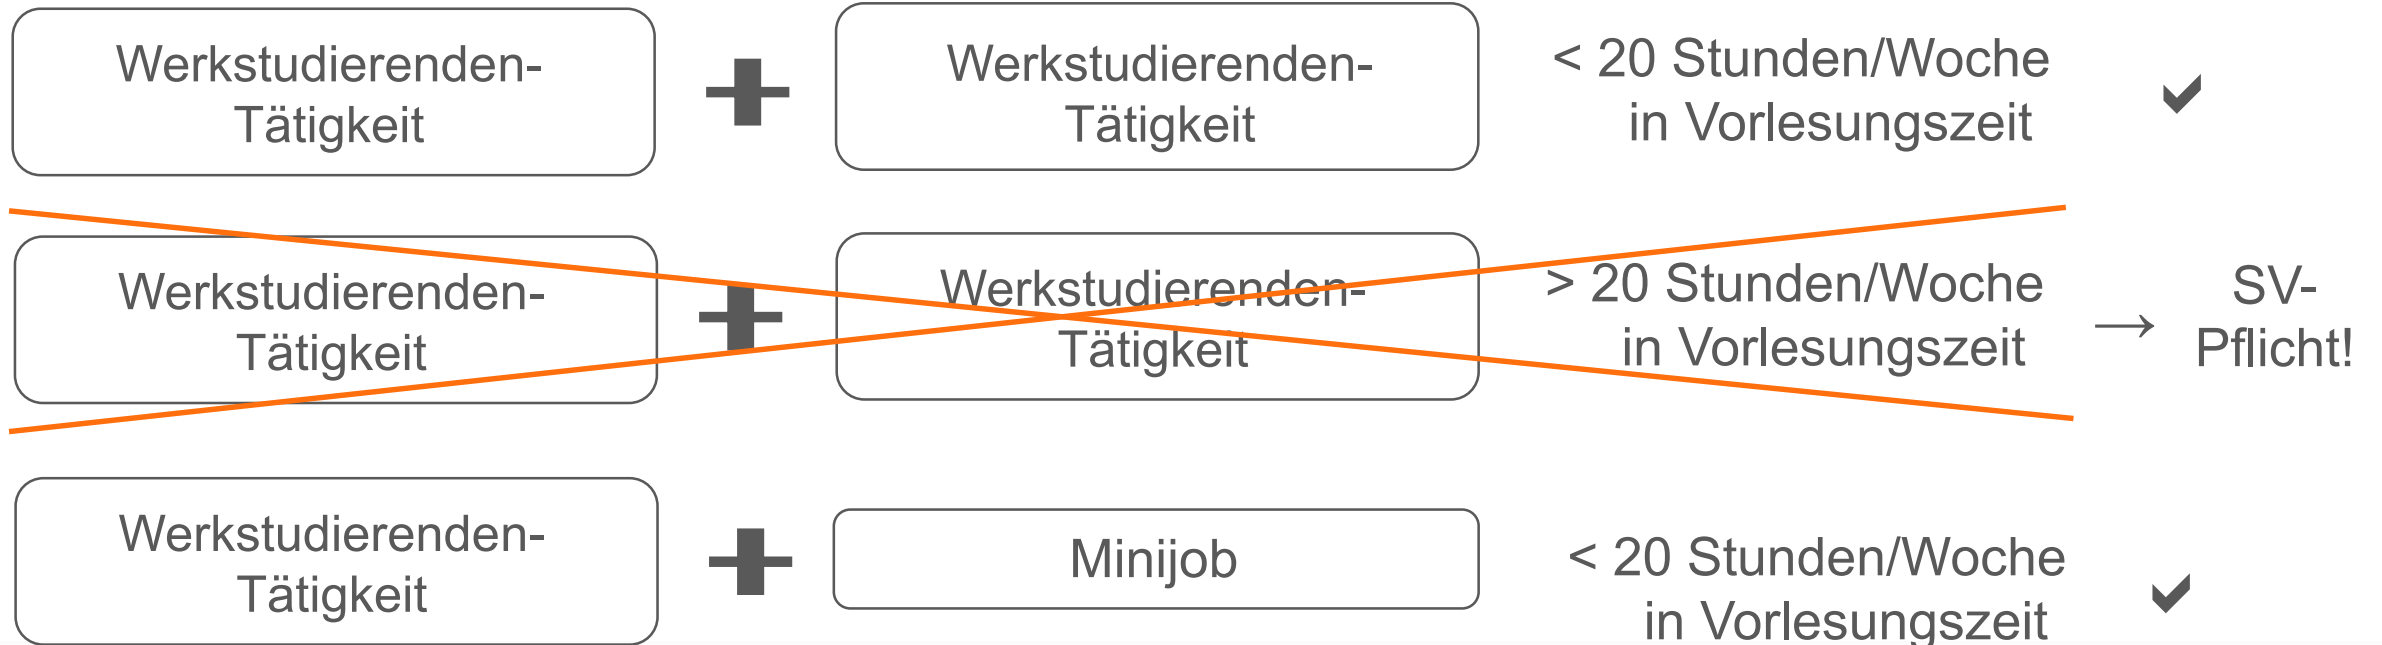 Werkstudierenden-
Tätigkeit
Werkstudierenden-
Tätigkeit
< 20 Stunden/Woche
in Vorlesungszeit
Werkstudierenden-
Tätigkeit
Werkstudierenden-
Tätigkeit
> 20 Stunden/Woche
in Vorlesungszeit
→
SV-
Pflicht!
Werkstudierenden-
Tätigkeit
Minijob
< 20 Stunden/Woche
in Vorlesungszeit